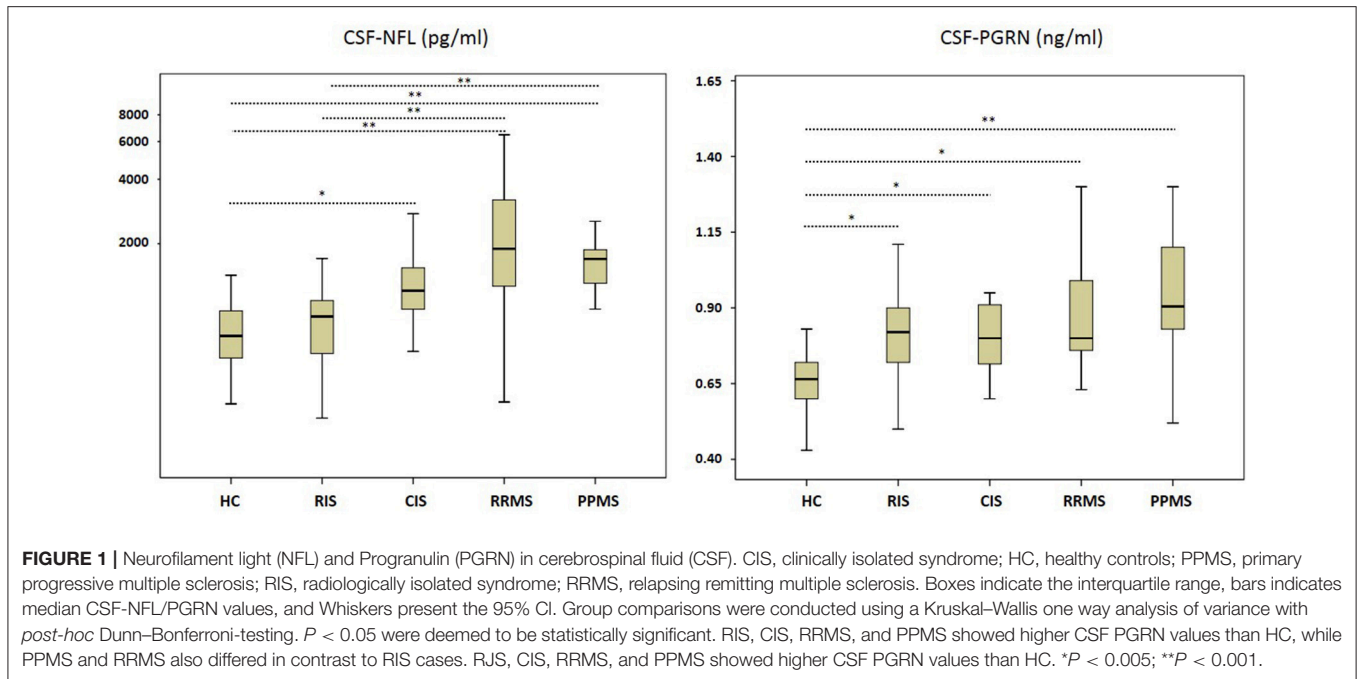 CSF-NFL (pg/ml)
**
**
**
**
*
8000
6000
4000
2000
HC RIS CIS RRMS PPMS
CSF-PGRN (ng/ml)
1.65
1.40
1.15
0.90
0.65
0.40
**
*
*
*
HC RIS CIS RRMS PPMS
FIGURE 1 | Neurofilament light (NFL) and Progranulin (PGRN) in cerebrospinal fluid (CSF). CIS, clinically isolated syndrome; HC, healthy controls; PPMS, primary
progressive multiple sclerosis; RIS, radiologically isolated syndrome; RRMS, relapsing remitting multiple sclerosis. Boxes indicate the interquartile range, bars indicates
median CSF-NFL/PGRN values, and Whiskers present the 95% CI. Group comparisons were conducted using a Kruskal–Wallis one way analysis of variance with
post-hoc Dunn–Bonferroni-testing. P < 0.05 were deemed to be statistically significant. RIS, CIS, RRMS, and PPMS showed higher CSF PGRN values than HC, while
PPMS and RRMS also differed in contrast to RIS cases. RJS, CIS, RRMS, and PPMS showed higher CSF PGRN values than HC. *P < 0.005; **P < 0.001.